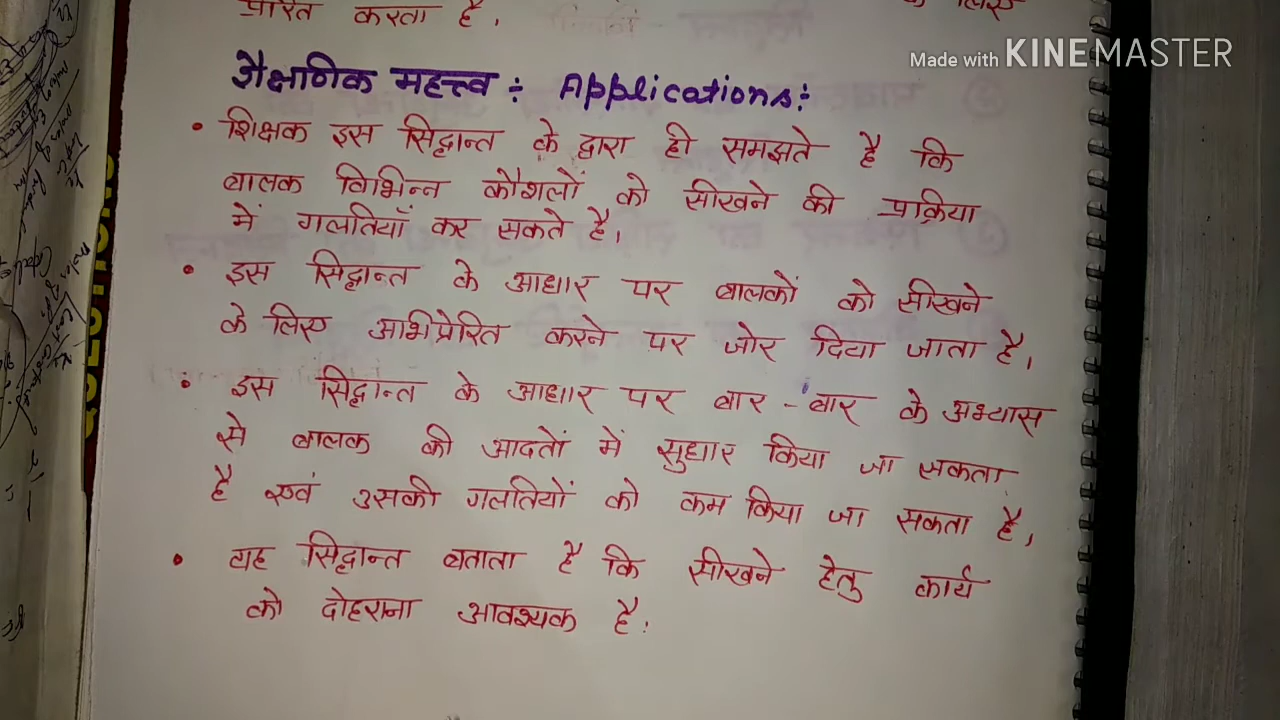 प्रेरित करता है.
के लिए
Made with KINEMASTER
शैक्षणिक महत्त्व : Applications:
• शिक्षक इस सिद्धान्त के द्वारा ही समझते है कि
बालक विभिन्न कौशलों को सीखने की प्रक्रिया
में गलतियाँ कर सकते है.
• इस सिद्धान्त के आधार पर बालकों को सीखने
के लिए अभिप्रेरित करने पर जोर दिया जाता है.
• इस सिद्धान्त के आधार पर बार-बार के अभ्यास
से बालक की आदतों में सुधार किया जा सकता
है एवं उसकी गलतियों को कम किया जा सकता है.
• यह सिद्धान्त बताता है कि सीखने हेतु कार्य
को दोहराना आवश्यक है.